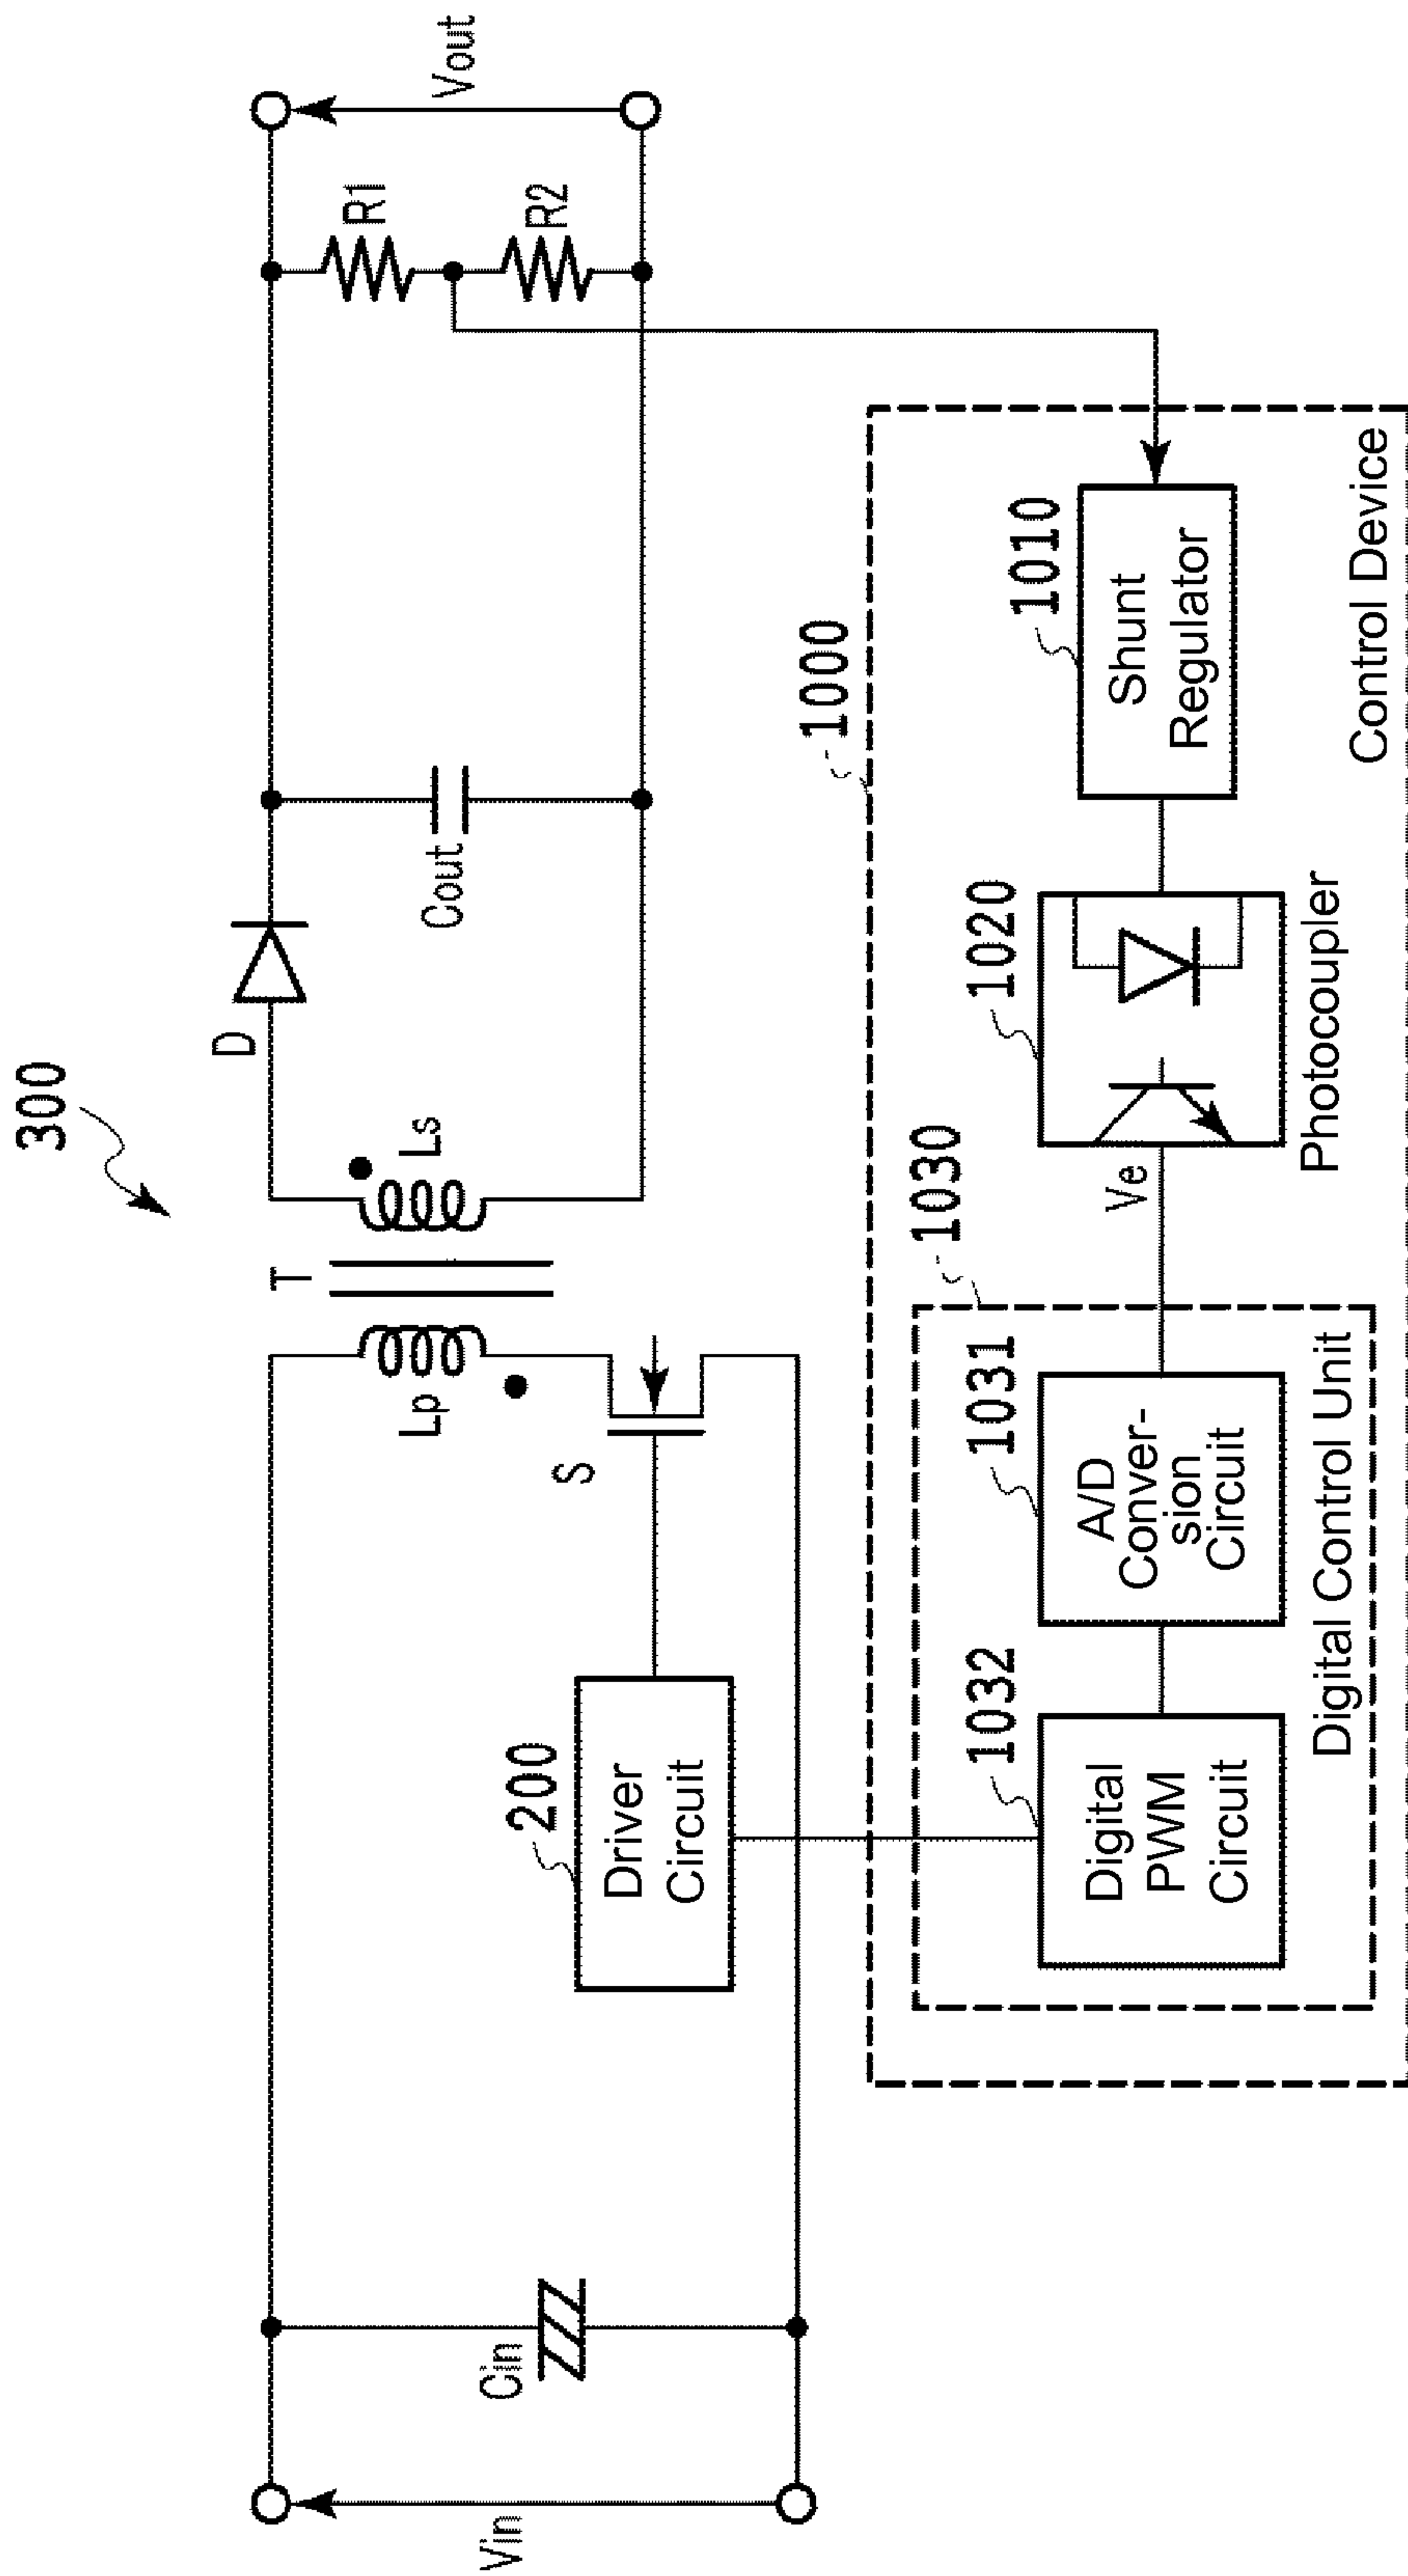 300
T
D
Vin
Cin
Lp
Ls
Cout
R1
R2
Vout
S
200
Driver
Circuit
1000
1030
1032
Digital
PWM
Circuit
1031
A/D
Conver-
sion
Circuit
Ve
1020
1010
Shunt
Regulator
Digital Control Unit
Photocoupler
Control Device